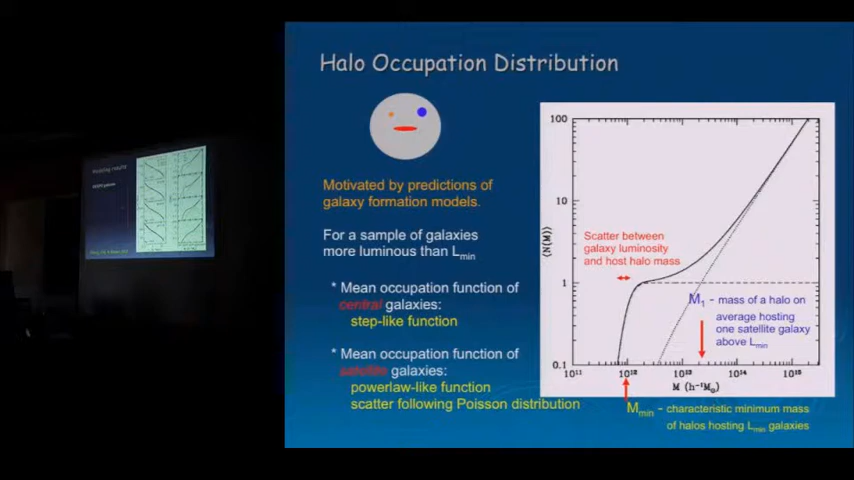 Halo Occupation Distribution
Motivated by predictions of
galaxy formation models.
For a sample of galaxies
more luminous than Lmin
* Mean occupation function of
central galaxies:
step-like function
* Mean occupation function of
satellite galaxies:
powerlaw-like function
scatter following Poisson distribution
100
10
1
0.1
⟨N(M)⟩
Scatter between
galaxy luminosity
and host halo mass
M1 - mass of a halo on
average hosting
one satellite galaxy
above Lmin
10¹¹ 10¹² 10¹³ 10¹⁴ 10¹⁵
M (h⁻¹M⊙)
Mmin - characteristic minimum mass
of halos hosting Lmin galaxies
Modeling results